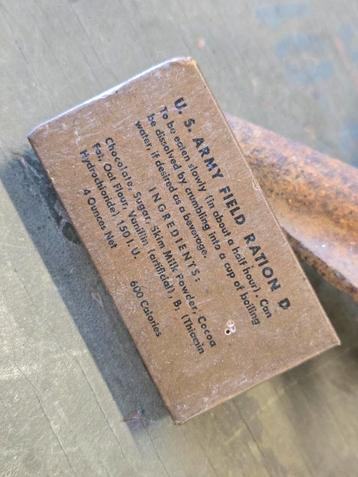 U. S. ARMY FIELD RATION D
To be eaten slowly (in about a half hour). Can
be dissolved by crumbling into a cup of boiling
water, if desired as a beverage.
INGREDIENTS:
Chocolate, Sugar, Skim Milk Powder, Cocoa
Fat, Oat Flour, Vanillin (artificial), B₁ (Thiamin
Hydrochloride) 150 I. U.
4 Ounces Net
600 Calories